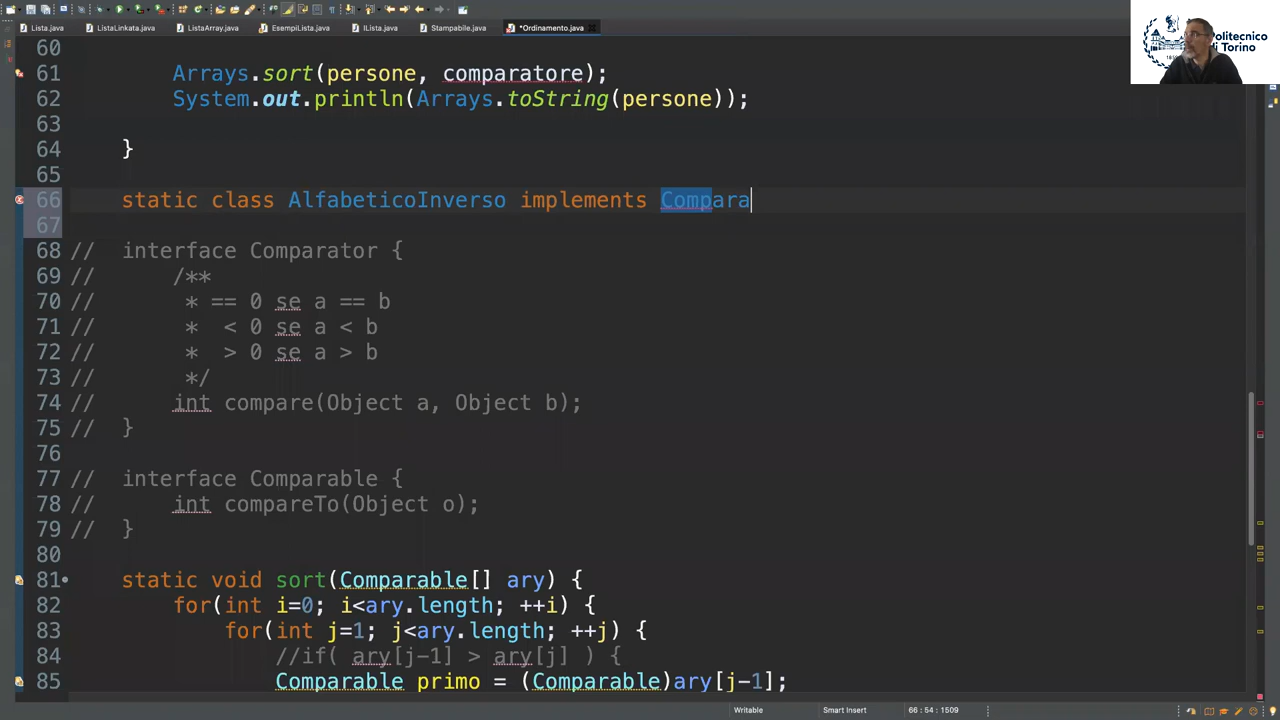 Lista.java ListaLinkata.java ListaArray.java EsempiLista.java ILista.java Stampabile.java *Ordinamento.java
Politecnico
di Torino
60
61 Arrays.sort(persone, comparatore);
62 System.out.println(Arrays.toString(persone));
63
64 }
65
66 static class AlfabeticoInverso implements Compara
67
68 // interface Comparator {
69 // /**
70 // * == 0 se a == b
71 // * < 0 se a < b
72 // * > 0 se a > b
73 // */
74 // int compare(Object a, Object b);
75 // }
76
77 // interface Comparable {
78 // int compareTo(Object o);
79 // }
80
81 static void sort(Comparable[] ary) {
82 for(int i=0; i<ary.length; ++i) {
83 for(int j=1; j<ary.length; ++j) {
84 //if( ary[j-1] > ary[j] ) {
85 Comparable primo = (Comparable)ary[j-1];
Writable Smart Insert 66 : 54 : 1509